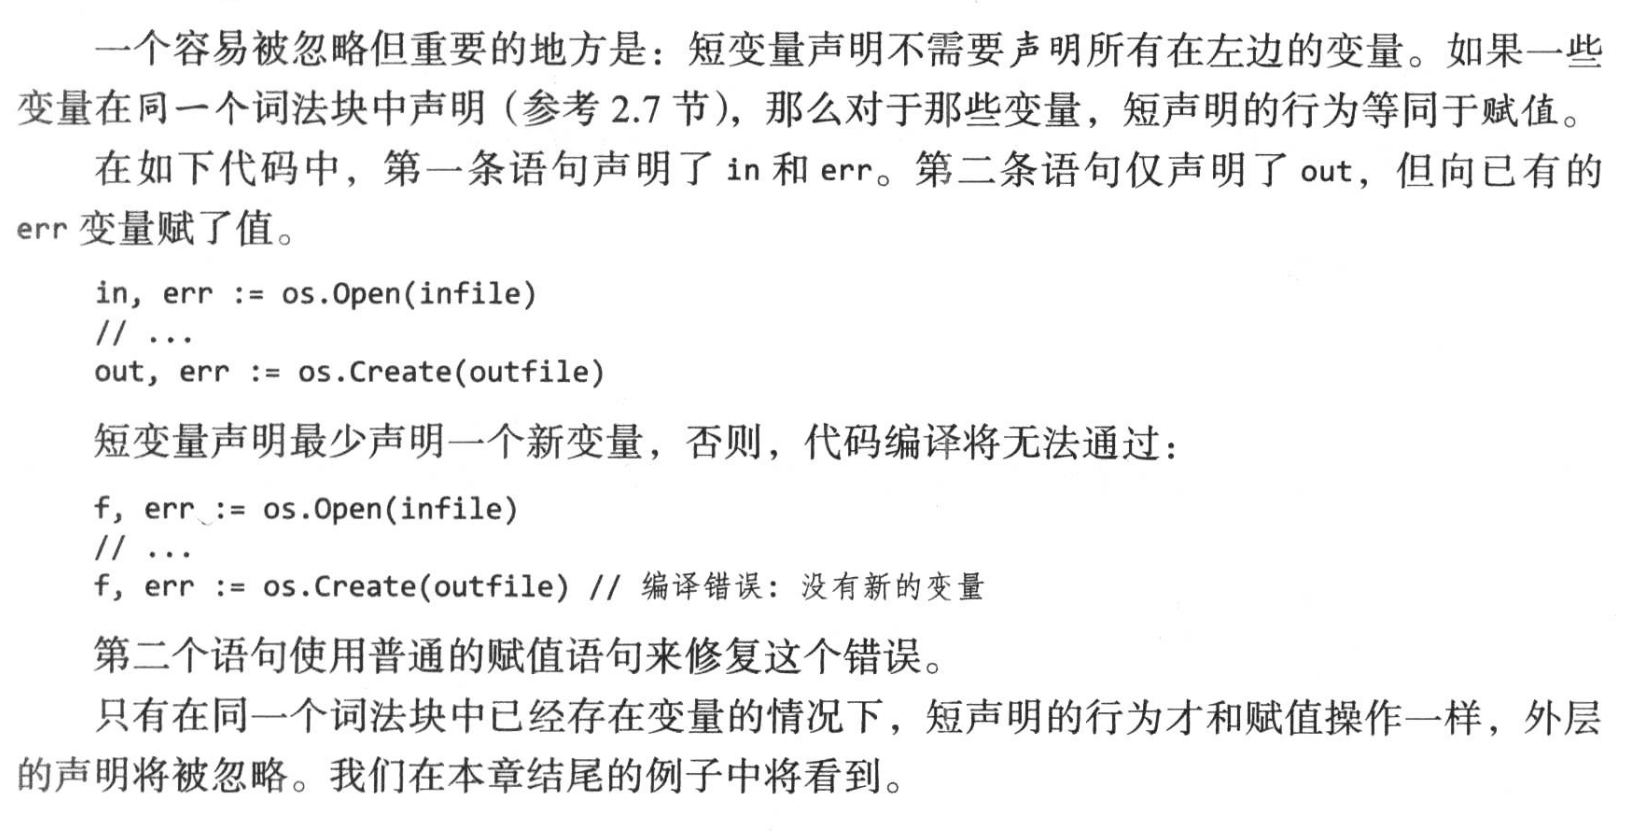 一个容易被忽略但重要的地方是：短变量声明不需要声明所有在左边的变量。如果一些
变量在同一个词法块中声明（参考 2.7 节），那么对于那些变量，短声明的行为等同于赋值。
在如下代码中，第一条语句声明了 in 和 err。第二条语句仅声明了 out，但向已有的
err 变量赋了值。
in, err := os.Open(infile)
// ...
out, err := os.Create(outfile)
短变量声明最少声明一个新变量，否则，代码编译将无法通过：
f, err := os.Open(infile)
// ...
f, err := os.Create(outfile) // 编译错误：没有新的变量
第二个语句使用普通的赋值语句来修复这个错误。
只有在同一个词法块中已经存在变量的情况下，短声明的行为才和赋值操作一样，外层
的声明将被忽略。我们在本章结尾的例子中将看到。